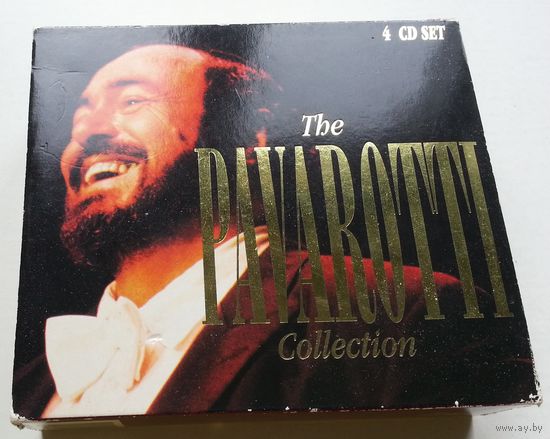 4 CD SET
The
PAVAROTTI
Collection
www.ay.by